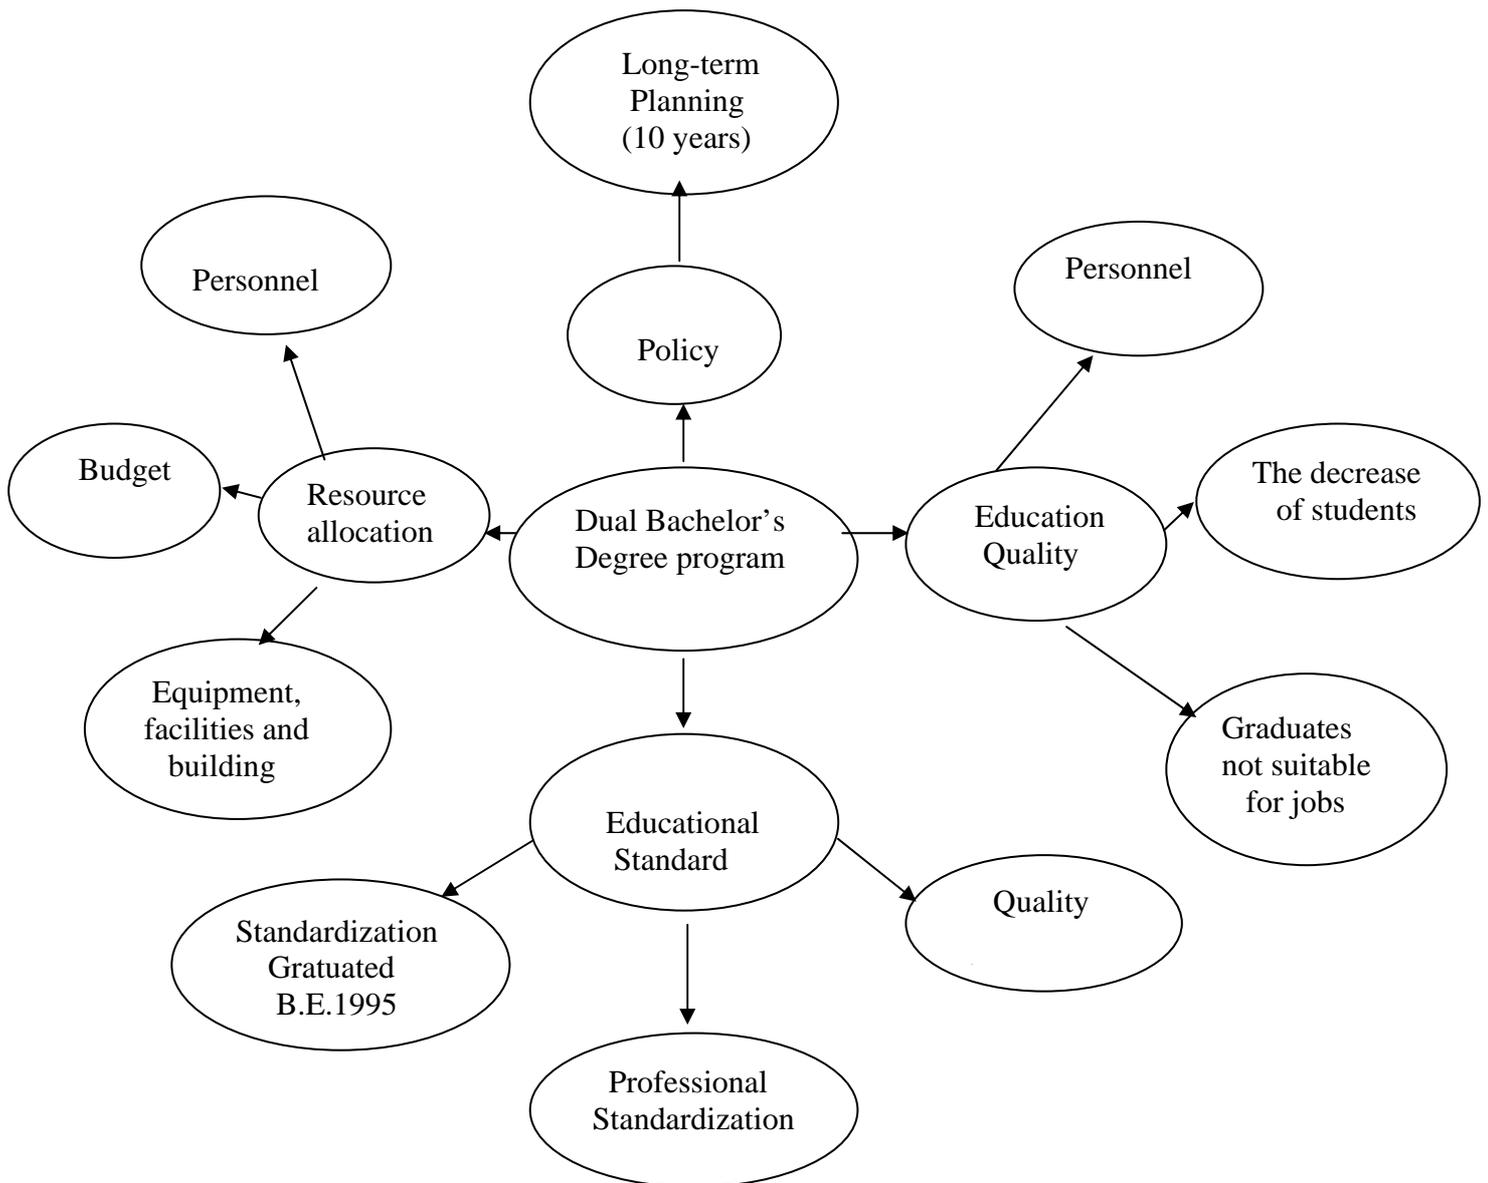 Long-term
Planning
(10 years)
Personnel
Personnel
Policy
Budget
Resource
allocation
Dual Bachelor’s
Degree program
Education
Quality
The decrease
of students
Equipment,
facilities and
building
Graduates
not suitable
for jobs
Educational
Standard
Standardization
Gratuated
B.E.1995
Quality
Professional
Standardization